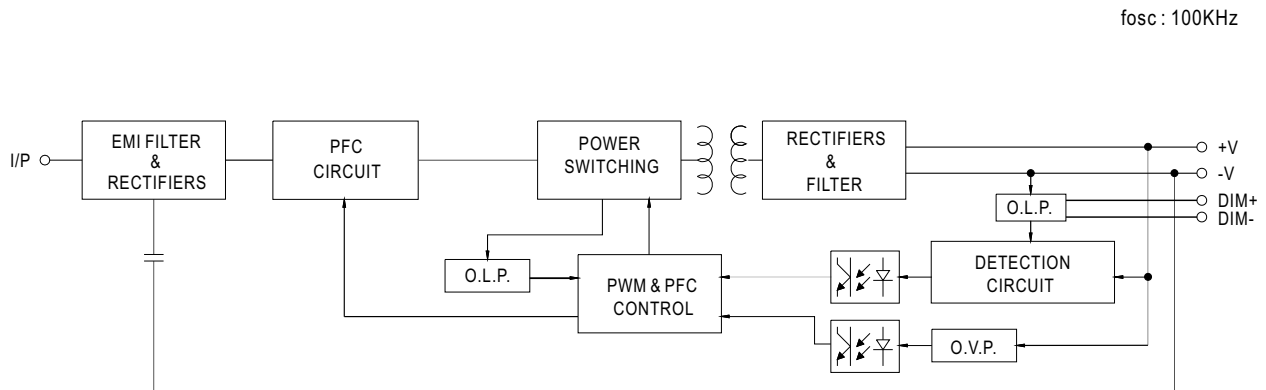 fosc : 100KHz
I/P
EMI FILTER
&
RECTIFIERS
PFC
CIRCUIT
POWER
SWITCHING
RECTIFIERS
&
FILTER
+V
-V
DIM+
DIM-
O.L.P.
O.L.P.
PWM & PFC
CONTROL
DETECTION
CIRCUIT
O.V.P.